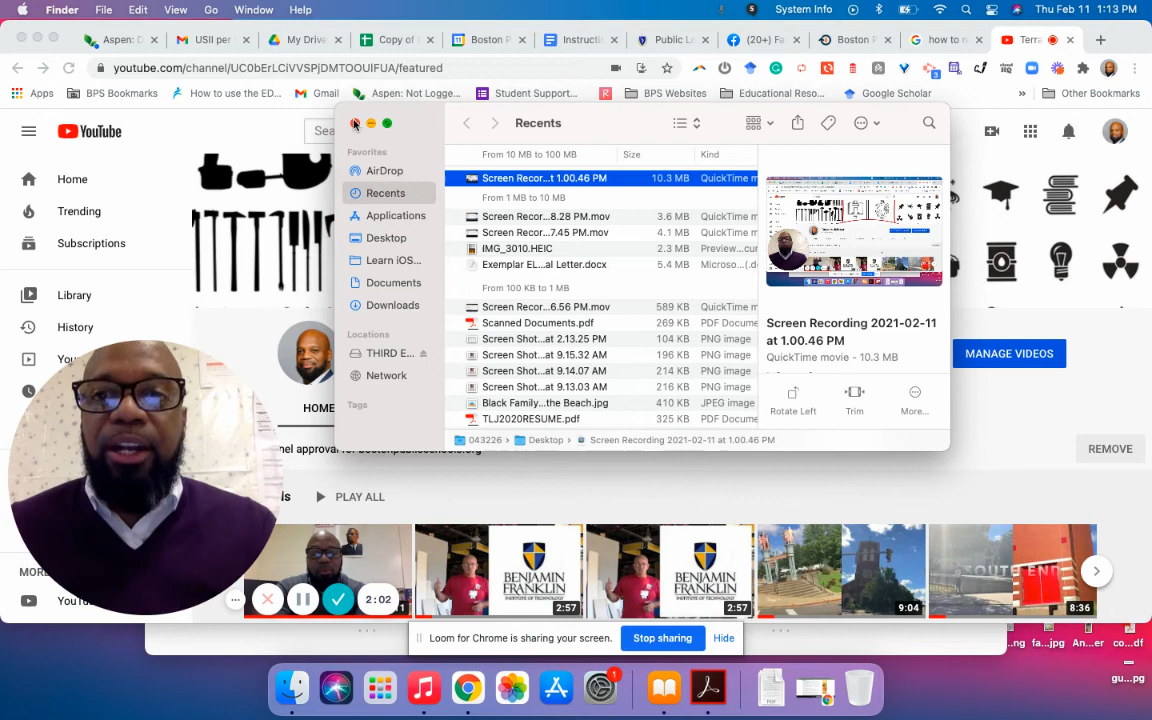 Finder File Edit View Go Window Help
System Info Thu Feb 11 1:13 PM
Aspen: D USII per My Drive Copy of L Boston P Instructi Public Lo (20+) Fa Boston P how to r Terra
youtube.com/channel/UC0bErLCiVVSPjDMTOOUIFUA/featured
Apps BPS Bookmarks How to use the ED... Gmail Aspen: Not Logge... Student Support... BPS Websites Educational Reso... Google Scholar » Other Bookmarks
YouTube
Sea
Home
Trending
Subscriptions
Library
History
You
HOME
MANAGE VIDEOS
REMOVE
PLAY ALL
MORE
Favorites
AirDrop
Recents
Applications
Desktop
Learn iOS...
Documents
Downloads
Locations
THIRD E...
Network
Tags
Recents
From 10 MB to 100 MB Size Kind
Screen Recor...t 1.00.46 PM 10.3 MB QuickTime m
From 1 MB to 10 MB
Screen Recor...8.28 PM.mov 3.6 MB QuickTime m
Screen Recor...7.45 PM.mov 4.1 MB QuickTime m
IMG_3010.HEIC 2.3 MB Preview...cu
Exemplar EL...al Letter.docx 5.4 MB Microso...(.d
From 100 KB to 1 MB
Screen Recor...6.56 PM.mov 589 KB QuickTime m
Scanned Documents.pdf 269 KB PDF Docume
Screen Shot...at 2.13.25 PM 104 KB PNG image
Screen Shot...at 9.15.32 AM 196 KB PNG image
Screen Shot...at 9.14.07 AM 214 KB PNG image
Screen Shot...at 9.13.03 AM 216 KB PNG image
Black Family...the Beach.jpg 410 KB JPEG image
TLJ2020RESUME.pdf 325 KB PDF Docume
Screen Recording 2021-02-11
at 1.00.46 PM
QuickTime movie - 10.3 MB
Rotate Left Trim More...
043226 › Desktop › Screen Recording 2021-02-11 at 1.00.46 PM
2:02
BENJAMIN
FRANKLIN
INSTITUTE OF TECHNOLOGY
2:57
BENJAMIN
FRANKLIN
INSTITUTE OF TECHNOLOGY
2:57
9:04
SOUTH END
8:36
Loom for Chrome is sharing your screen. Stop sharing Hide
1